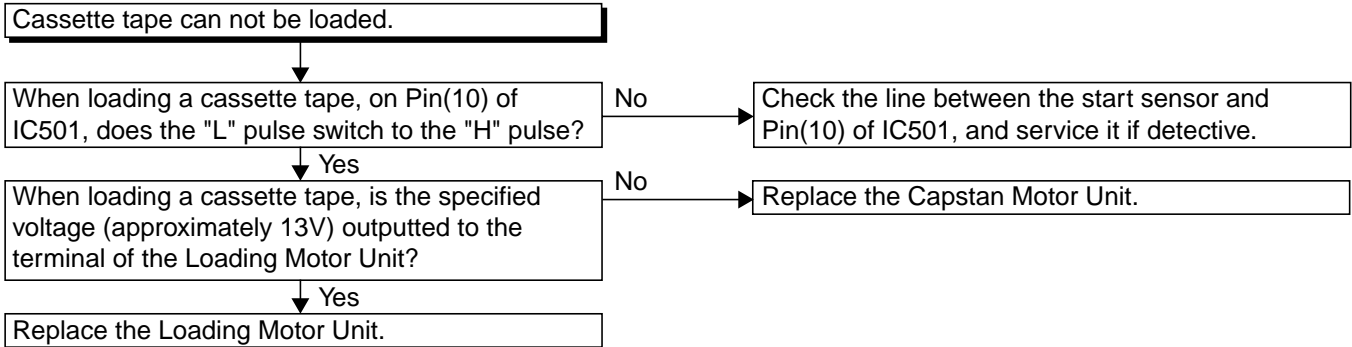 Cassette tape can not be loaded.
When loading a cassette tape, on Pin(10) of
IC501, does the "L" pulse switch to the "H" pulse?
No
Check the line between the start sensor and
Pin(10) of IC501, and service it if detective.
Yes
When loading a cassette tape, is the specified
voltage (approximately 13V) outputted to the
terminal of the Loading Motor Unit?
No
Replace the Capstan Motor Unit.
Yes
Replace the Loading Motor Unit.